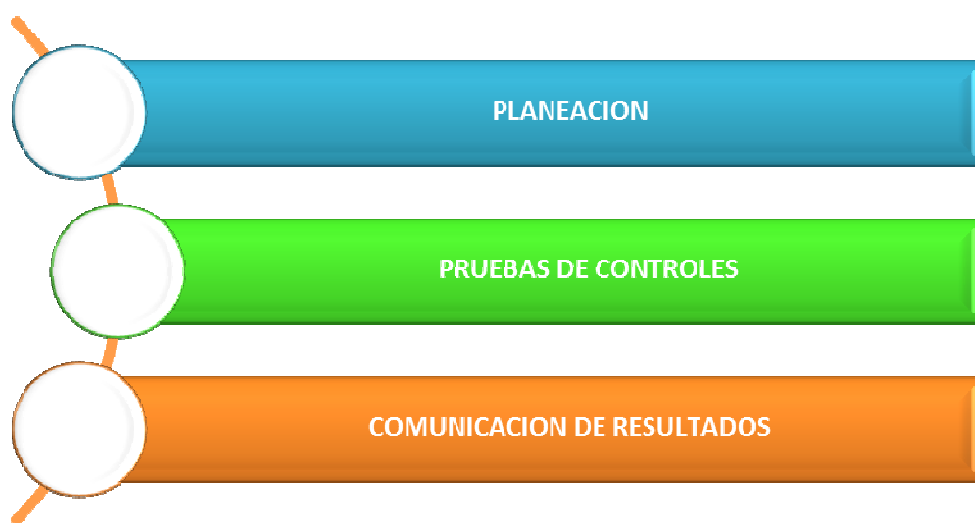 PLANEACION
PRUEBAS DE CONTROLES
COMUNICACION DE RESULTADOS